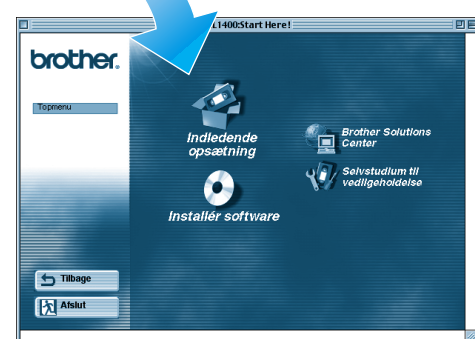 L1400:Start Here!
brother.
Topmenu
Indledende
opsætning
Brother Solutions
Center
Selvstudium til
vedligeholdelse
Installér software
Tilbage
Afslut